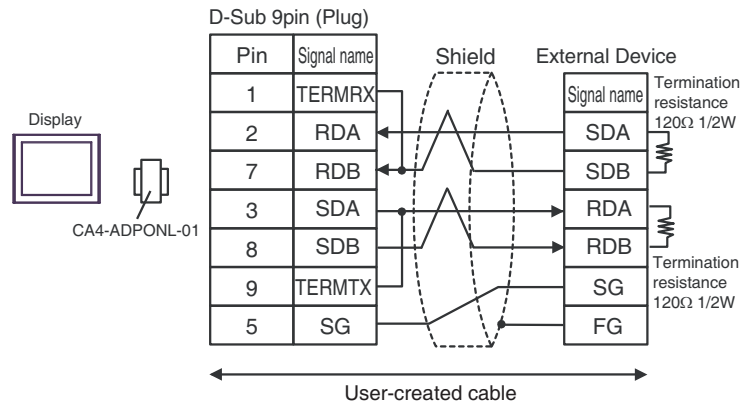 D-Sub 9pin (Plug)
Pin Signal name
Shield
External Device
Signal name
Termination
resistance
120Ω 1/2W
1 TERMRX
2 RDA
SDA
Display
7 RDB
SDB
3 SDA
RDA
CA4-ADPONL-01
8 SDB
RDB
Termination
resistance
120Ω 1/2W
9 TERMTX
SG
5 SG
FG
User-created cable